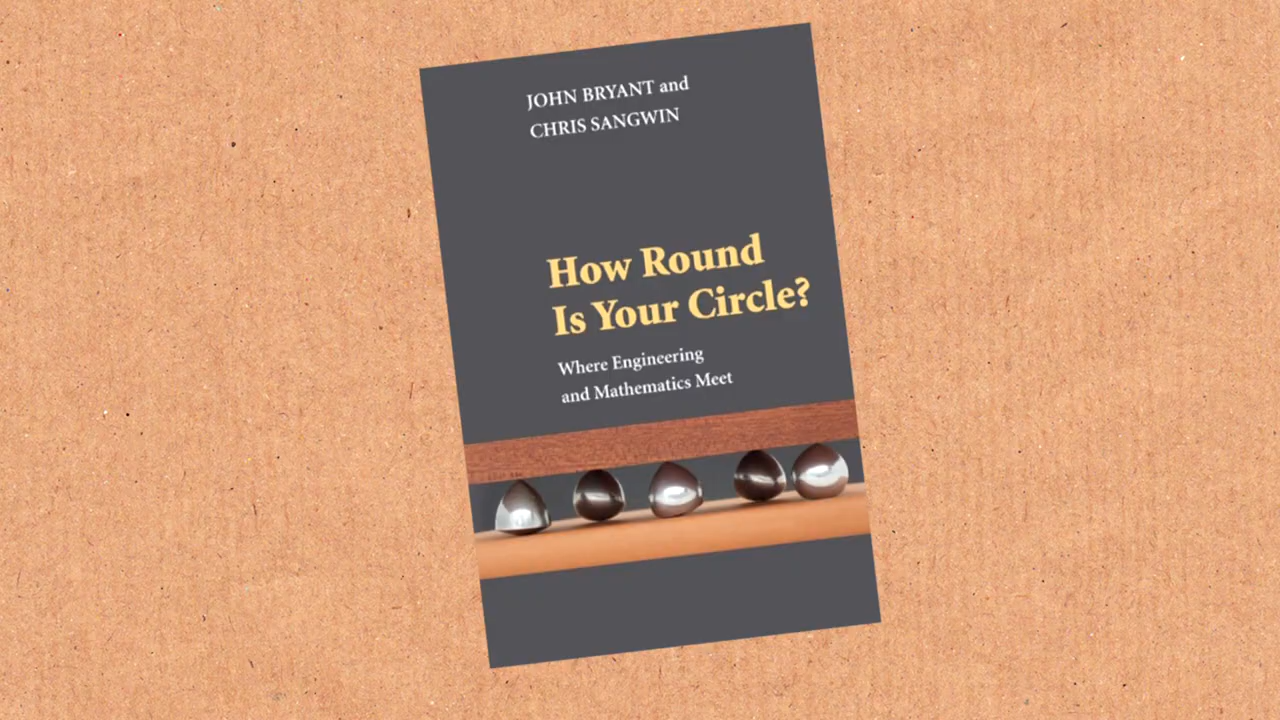 JOHN BRYANT and
CHRIS SANGWIN
How Round
Is Your Circle?
Where Engineering
and Mathematics Meet